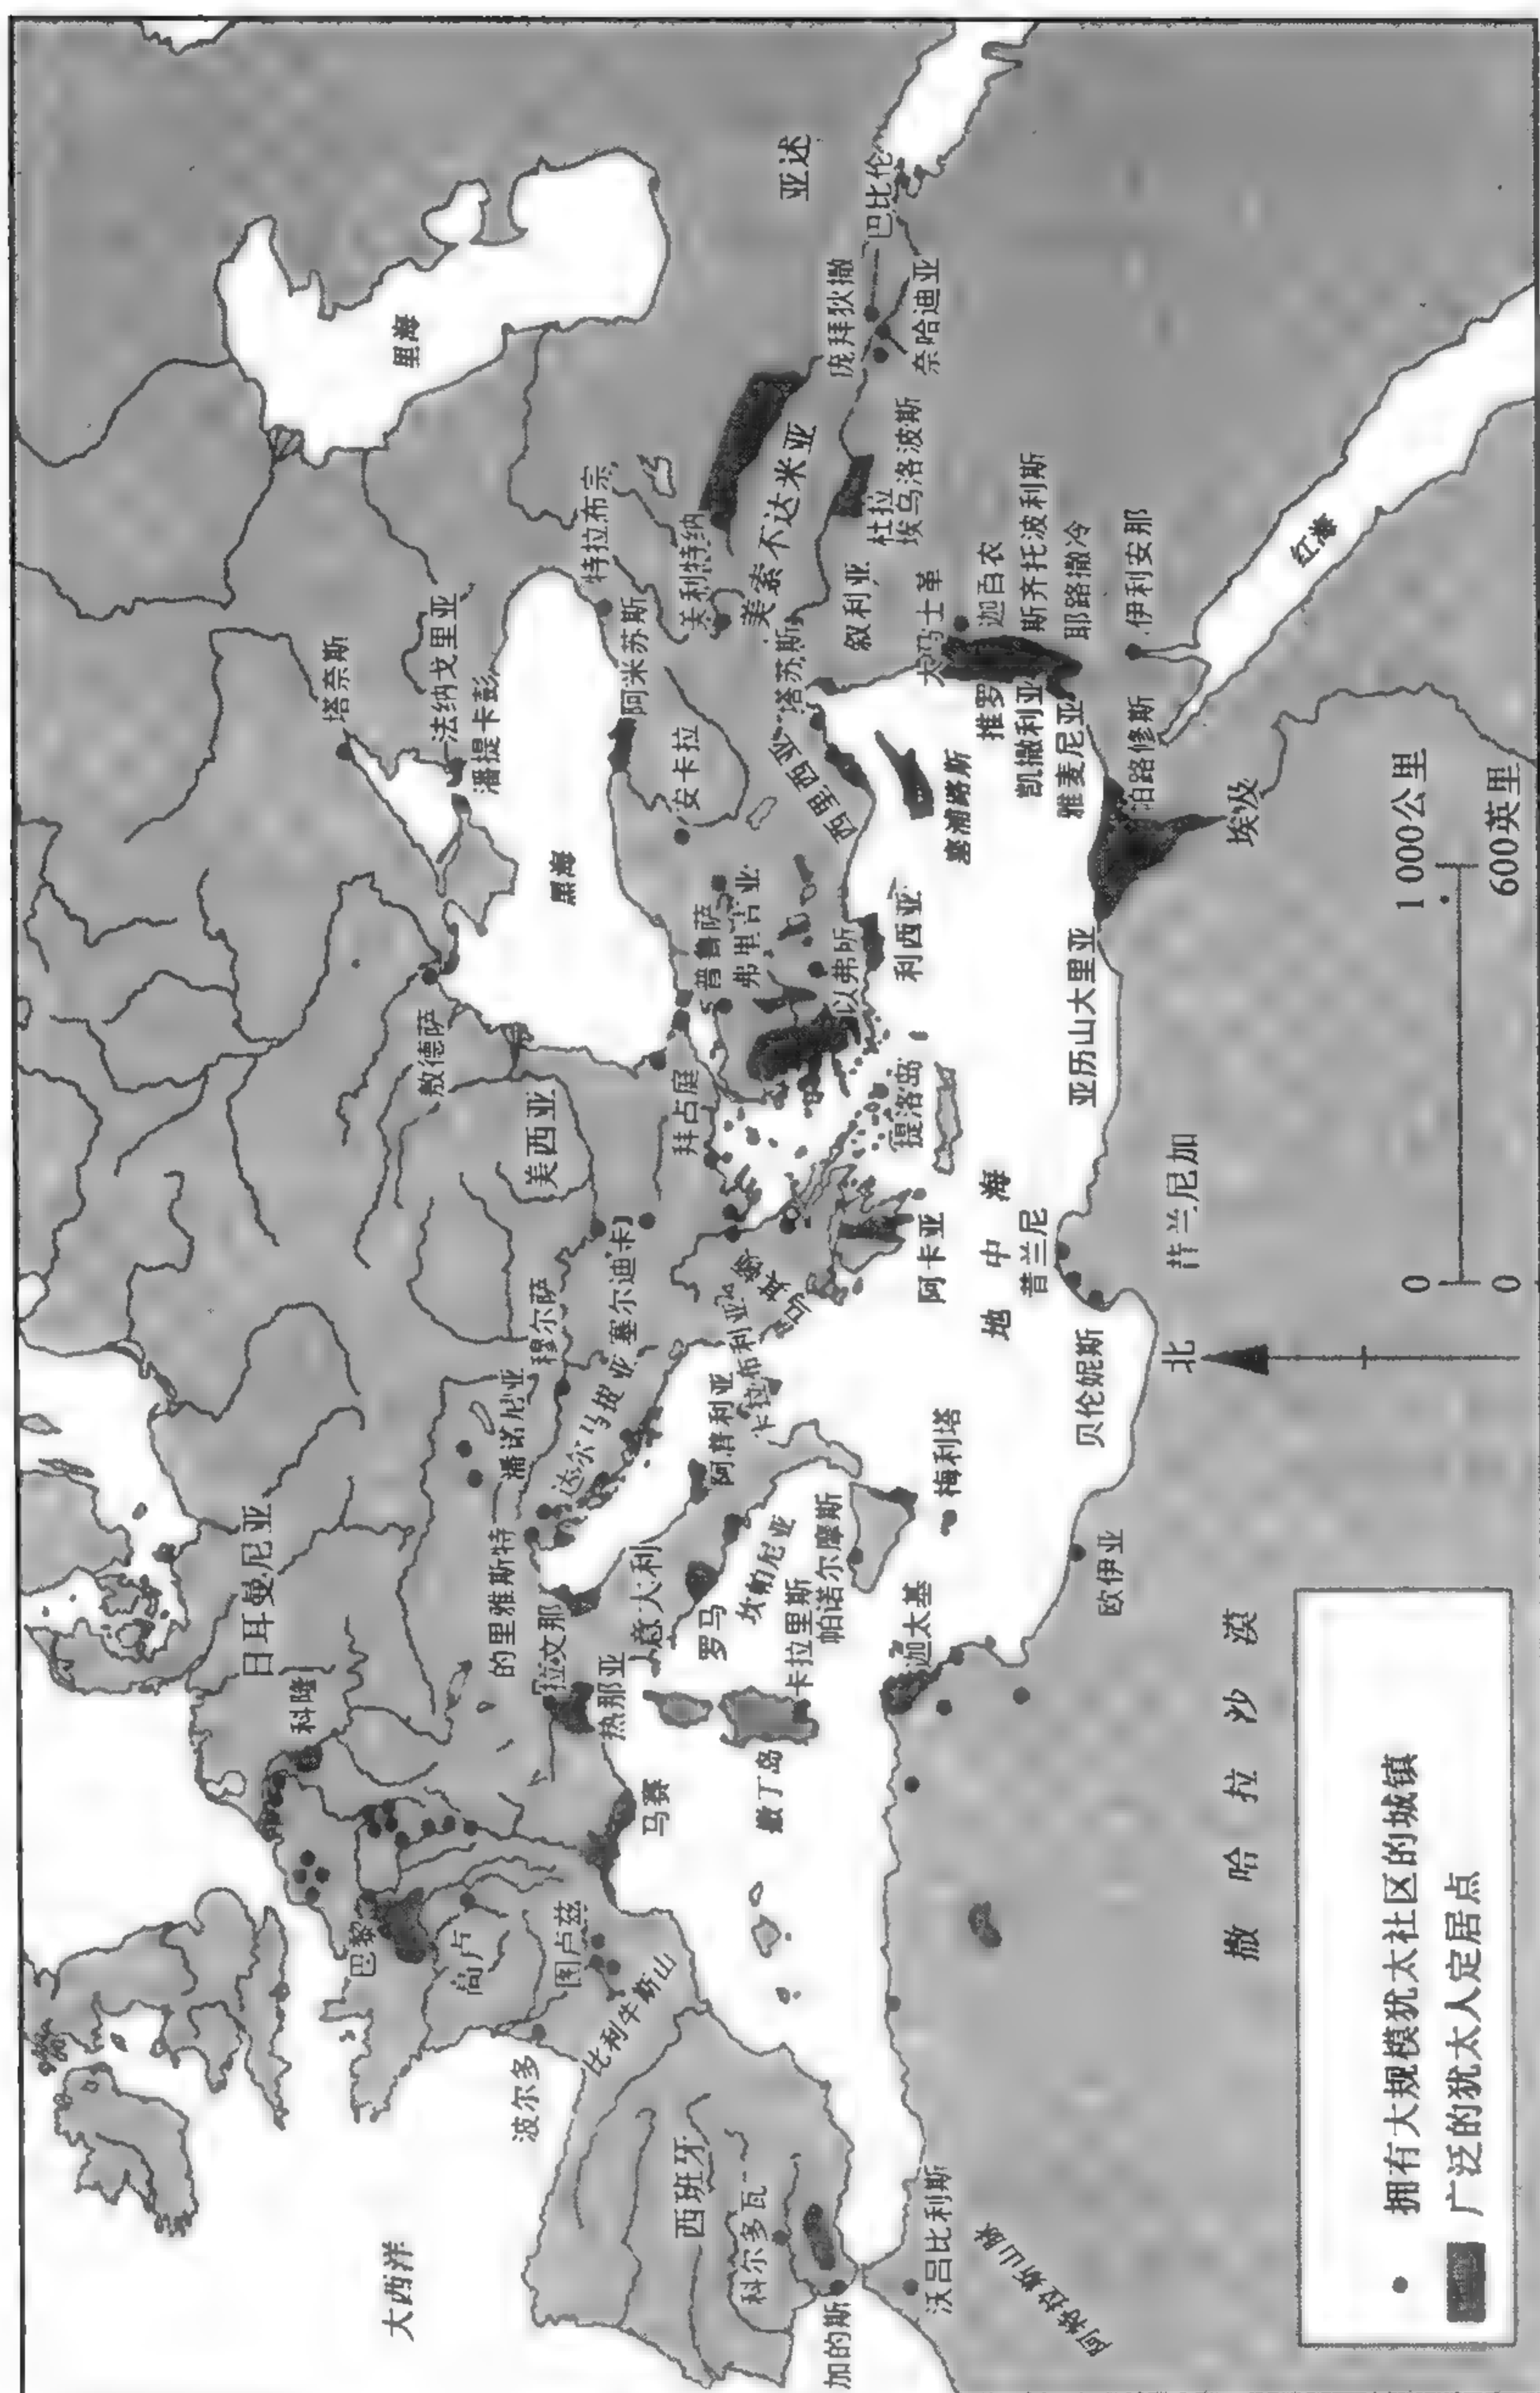 大西洋
日耳曼尼亚
科隆
巴黎
高卢
波尔多
图卢兹
比利牛斯山
西班牙
科尔多瓦
加的斯
沃吕比利斯
阿特拉斯山脉
马赛
热那亚
拉文那
的里雅斯特
潘诺尼亚
穆尔萨
达尔马提亚
塞尔迪卡
意大利
罗马
坎帕尼亚
阿普利亚
卡拉布利亚
撒丁岛
卡拉里斯
帕诺尔摩斯
迦太基
梅利塔
欧伊亚
美西亚
敖德萨
黑海
塔奈斯
法纳戈里亚
潘提卡彭
里海
特拉布宗
阿米苏斯
安卡拉
美利特纳
美索不达米亚
亚述
巴比伦
庞拜狄撒
奈哈迪亚
杜拉
埃乌洛波斯
叙利亚
塔苏斯
西里西亚
大马士革
迦百农
斯齐托波利斯
耶路撒冷
伊利安那
推罗
凯撒利亚
雅麦尼亚
帕路修斯
塞浦路斯
拜占庭
普鲁萨
弗里吉亚
以弗所
利西亚
提洛岛
阿卡亚
地中海
昔兰尼
昔兰尼加
贝伦妮斯
亚历山大里亚
埃及
红海
撒哈拉沙漠
北
0 1 000公里
0 600英里
拥有大规模犹太社区的城镇
广泛的犹太人定居点